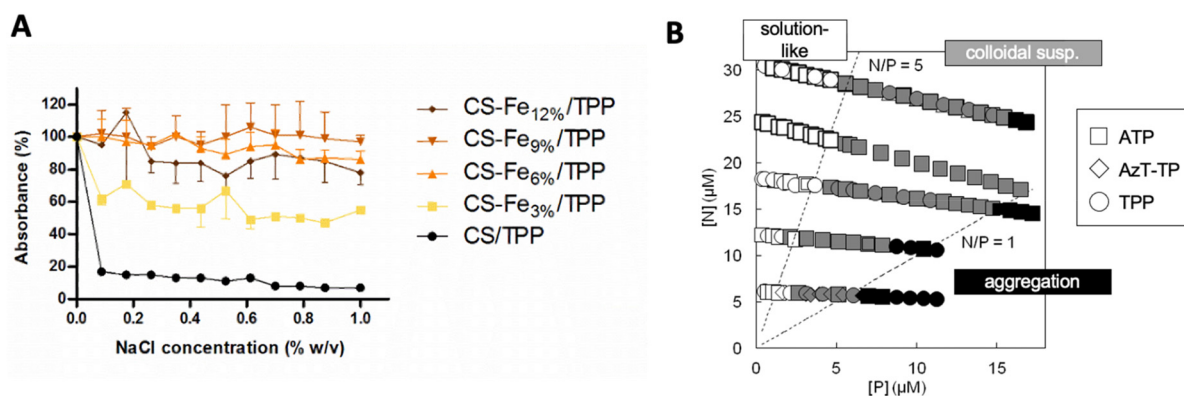 A
120
100
80
60
40
20
0
0.0 0.2 0.4 0.6 0.8 1.0
Absorbance (%)
NaCl concentration (% w/v)
CS-Fe12%/TPP
CS-Fe9%/TPP
CS-Fe6%/TPP
CS-Fe3%/TPP
CS/TPP
B
solution-
like
colloidal susp.
N/P = 5
N/P = 1
aggregation
30
25
20
15
10
5
0
0 5 10 15
[N] (µM)
[P] (µM)
ATP
AzT-TP
TPP